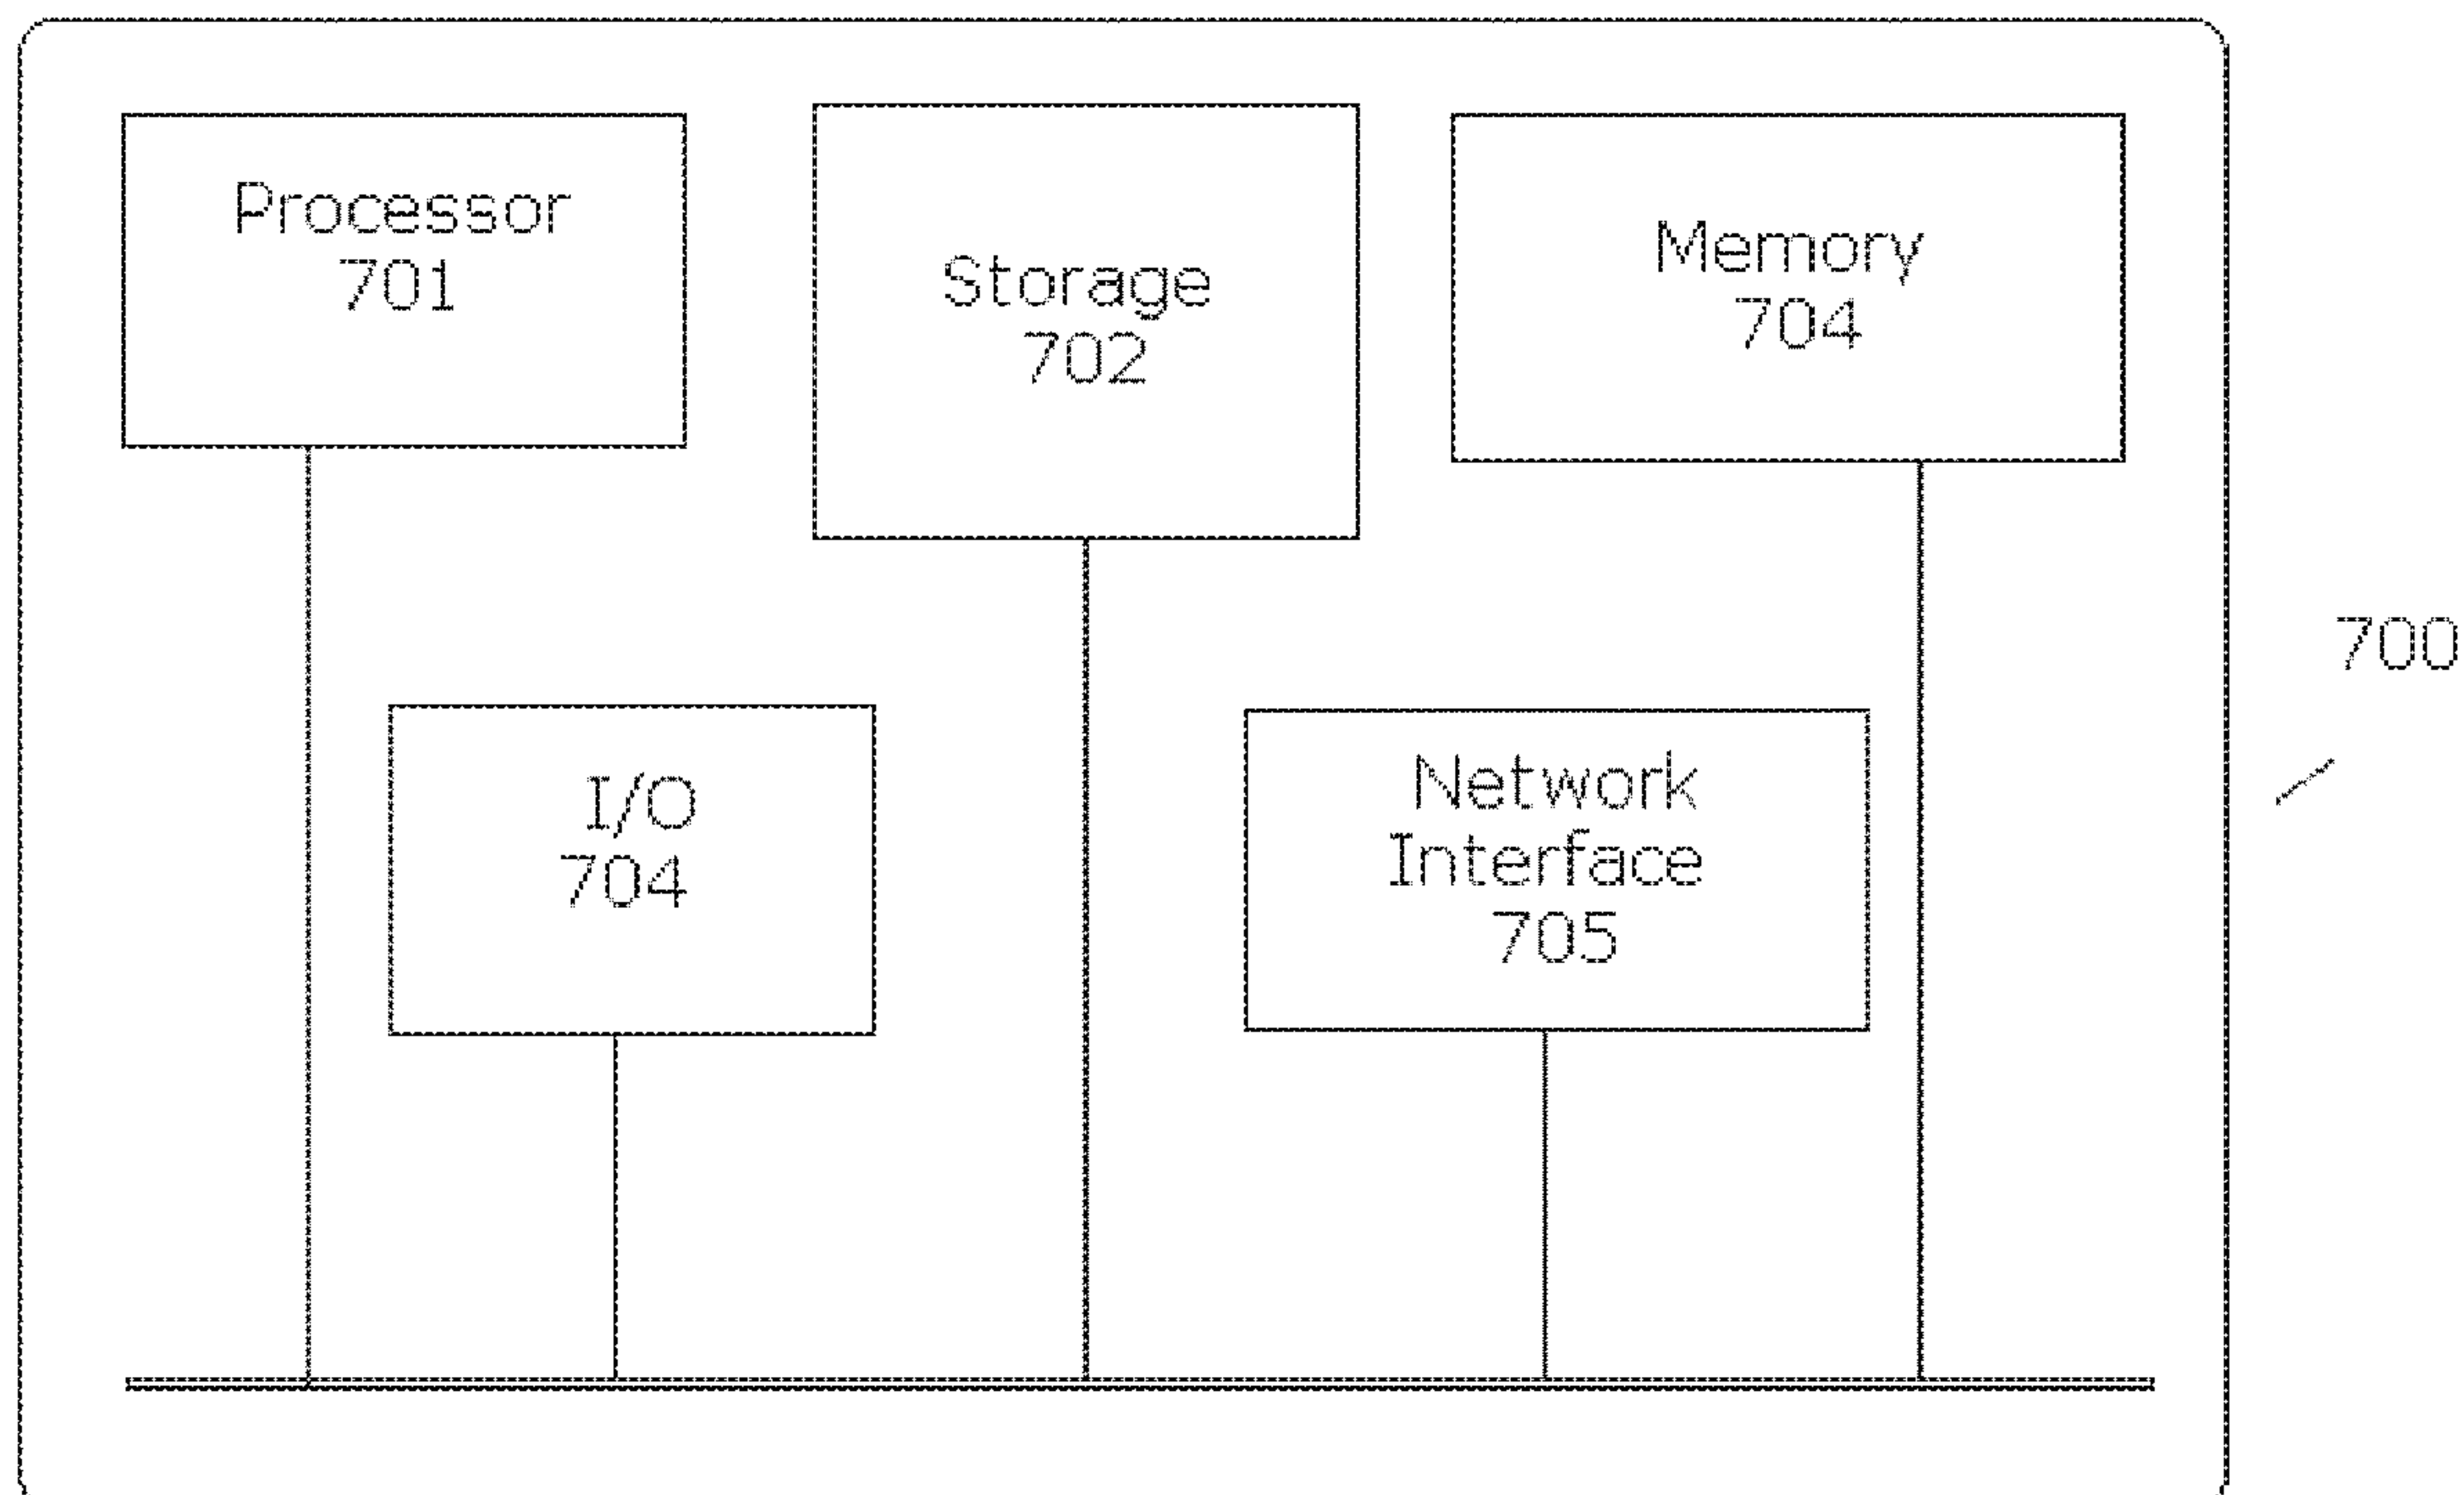 Processor
701
Storage
702
Memory
704
700
I/O
704
Network
Interface
705